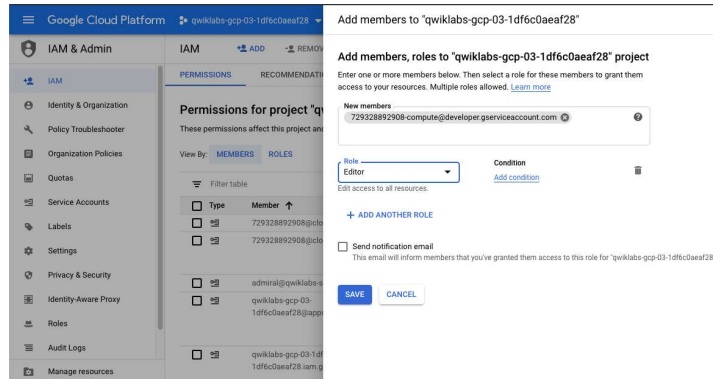 Google Cloud Platform
qwiklabs-gcp-03-1df6c0aeaf28
IAM & Admin
IAM
Identity & Organization
Policy Troubleshooter
Organization Policies
Quotas
Service Accounts
Labels
Settings
Privacy & Security
Identity-Aware Proxy
Roles
Audit Logs
Manage resources
IAM
ADD
REMOV
PERMISSIONS
RECOMMENDATI
Permissions for project "q
These permissions affect this project an
View By: MEMBERS ROLES
Filter table
Type Member
729328892908@clo
729328892908@clo
admiral@qwiklabs-s
qwiklabs-gcp-03-
1df6c0aeaf28@apps
qwiklabs-gcp-03-1df
1df6c0aeaf28.iam.g
Add members to "qwiklabs-gcp-03-1df6c0aeaf28"
Add members, roles to "qwiklabs-gcp-03-1df6c0aeaf28" project
Enter one or more members below. Then select a role for these members to grant them
access to your resources. Multiple roles allowed. Learn more
New members
729328892908-compute@developer.gserviceaccount.com
Role
Editor
Condition
Add condition
Edit access to all resources.
+ ADD ANOTHER ROLE
Send notification email
This email will inform members that you've granted them access to this role for "qwiklabs-gcp-03-1df6c0aeaf28
SAVE
CANCEL